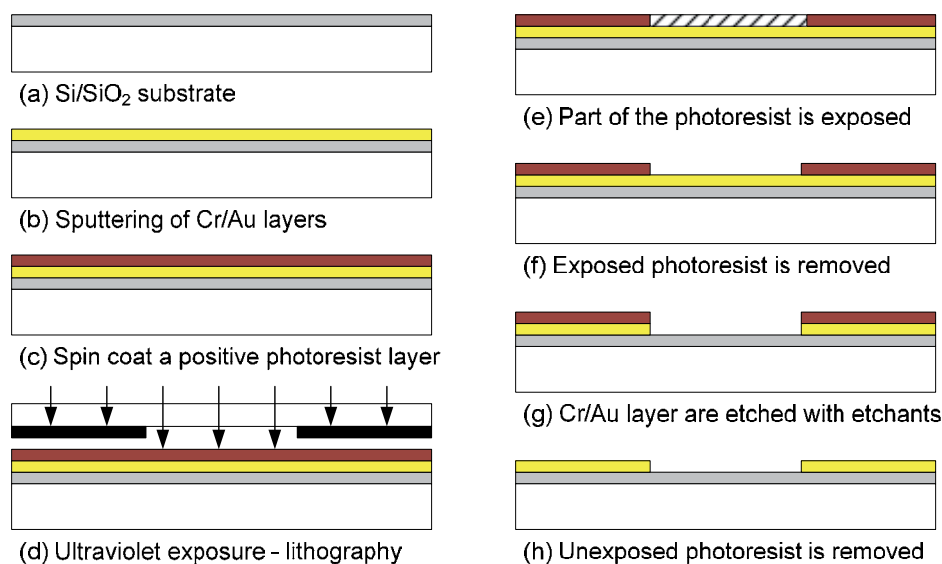 (a) Si/SiO₂ substrate
(b) Sputtering of Cr/Au layers
(c) Spin coat a positive photoresist layer
(d) Ultraviolet exposure - lithography
(e) Part of the photoresist is exposed
(f) Exposed photoresist is removed
(g) Cr/Au layer are etched with etchants
(h) Unexposed photoresist is removed